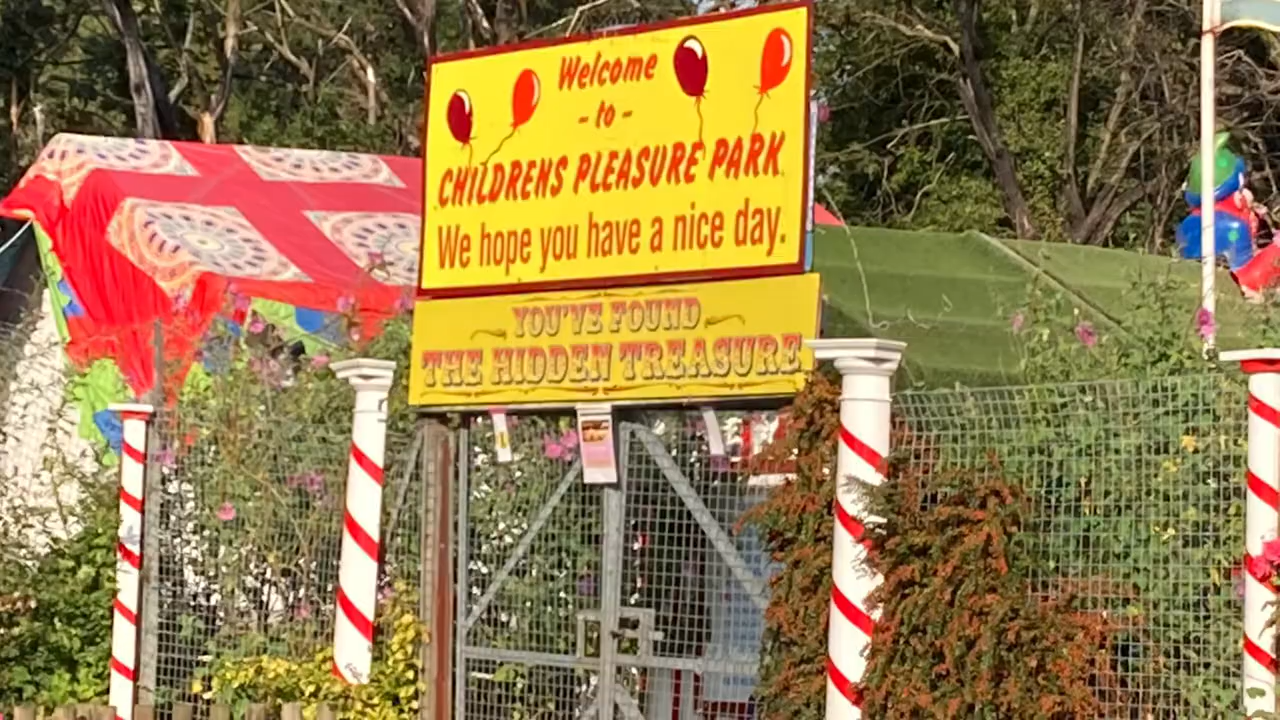 Welcome
- to -
CHILDRENS PLEASURE PARK
We hope you have a nice day.
YOU'VE FOUND
THE HIDDEN TREASURE